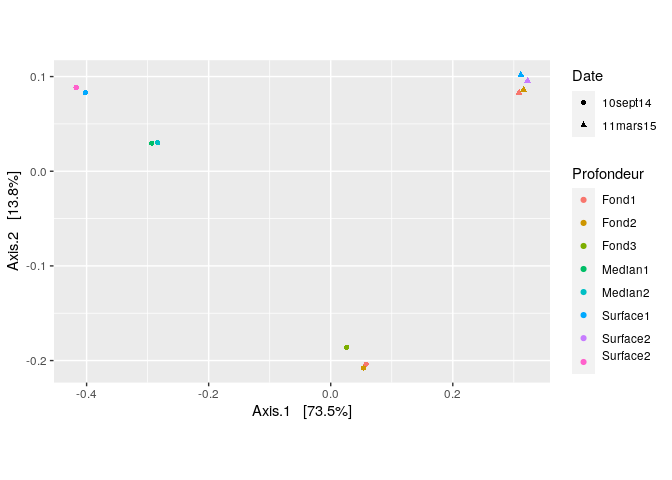 0.1
0.0
-0.1
-0.2
Axis.2 [13.8%]
-0.4
-0.2
0.0
0.2
Axis.1 [73.5%]
Date
10sept14
11mars15
Profondeur
Fond1
Fond2
Fond3
Median1
Median2
Surface1
Surface2
Surface2